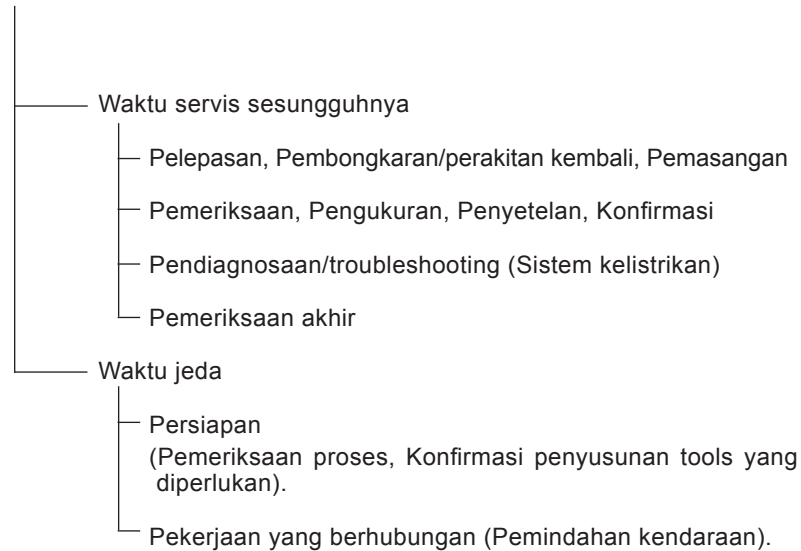 Waktu servis sesungguhnya
Pelepasan, Pembongkaran/perakitan kembali, Pemasangan
Pemeriksaan, Pengukuran, Penyetelan, Konfirmasi
Pendiagnosaan/troubleshooting (Sistem kelistrikan)
Pemeriksaan akhir
Waktu jeda
Persiapan
(Pemeriksaan proses, Konfirmasi penyusunan tools yang
diperlukan).
Pekerjaan yang berhubungan (Pemindahan kendaraan).